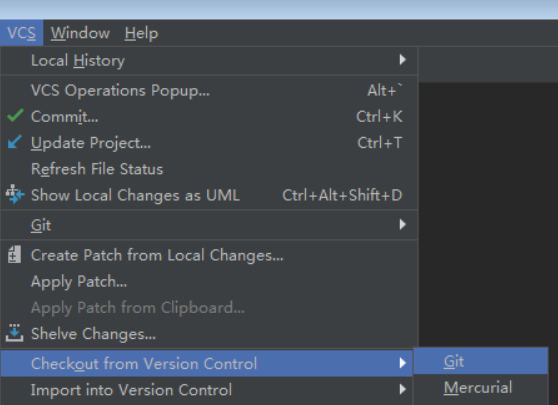 VCS Window Help
Local History
VCS Operations Popup... Alt+`
Commit... Ctrl+K
Update Project... Ctrl+T
Refresh File Status
Show Local Changes as UML Ctrl+Alt+Shift+D
Git
Create Patch from Local Changes...
Apply Patch...
Apply Patch from Clipboard...
Shelve Changes...
Checkout from Version Control
Git
Import into Version Control
Mercurial